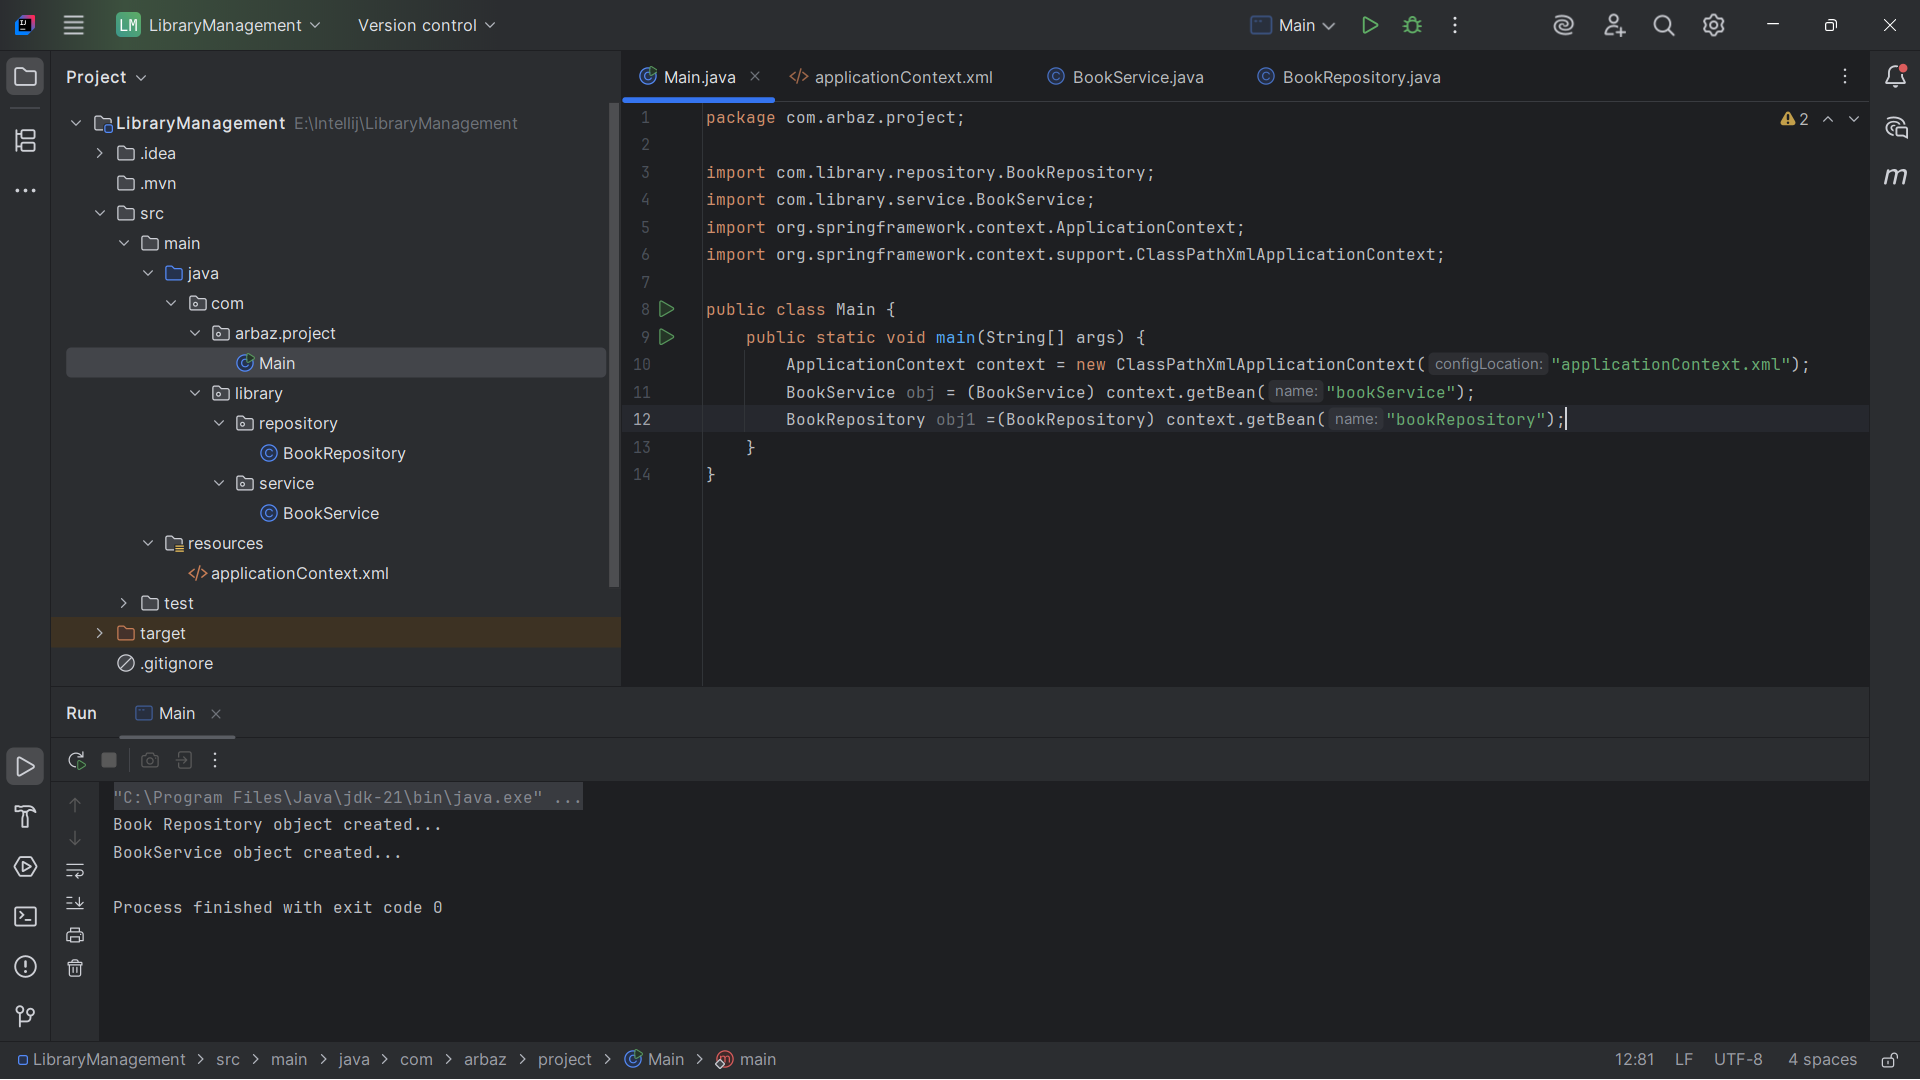 LM LibraryManagement
Version control
Main
Project
LibraryManagement E:\Intellij\LibraryManagement
.idea
.mvn
src
main
java
com
arbaz.project
Main
library
repository
BookRepository
service
BookService
resources
</> applicationContext.xml
test
target
.gitignore
Main.java
</> applicationContext.xml
BookService.java
BookRepository.java
2
1 package com.arbaz.project;
2
3 import com.library.repository.BookRepository;
4 import com.library.service.BookService;
5 import org.springframework.context.ApplicationContext;
6 import org.springframework.context.support.ClassPathXmlApplicationContext;
7
8 public class Main {
9 public static void main(String[] args) {
10 ApplicationContext context = new ClassPathXmlApplicationContext( configLocation: "applicationContext.xml");
11 BookService obj = (BookService) context.getBean( name: "bookService");
12 BookRepository obj1 =(BookRepository) context.getBean( name: "bookRepository");
13 }
14 }
m
Run
Main
"C:\Program Files\Java\jdk-21\bin\java.exe" ...
Book Repository object created...
BookService object created...
Process finished with exit code 0
LibraryManagement > src > main > java > com > arbaz > project > Main > main
12:81 LF UTF-8 4 spaces